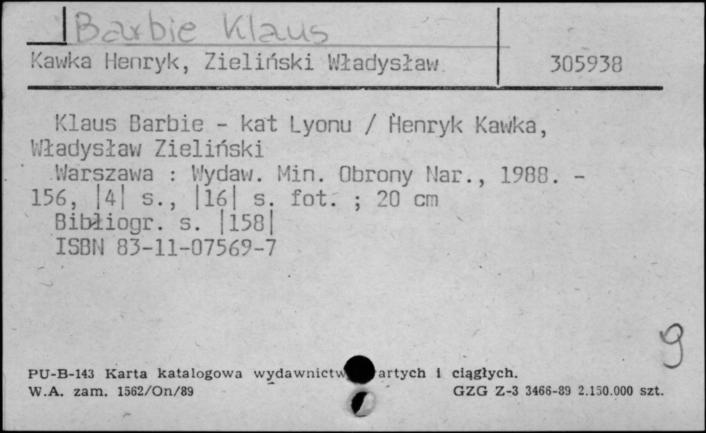 Barbie Klaus
Kawka Henryk, Zieliński Władysław 305938
Klaus Barbie - kat Lyonu / Henryk Kawka,
Władysław Zieliński
Warszawa : Wydaw. Min. Obrony Nar., 1988. -
156, |4| s., |16| s. fot. ; 20 cm
Bibliogr. s. |158|
ISBN 83-11-07569-7
9
PU-B-143 Karta katalogowa wydawnictw artych i ciągłych.
W.A. zam. 1562/On/89 GZG Z-3 3466-89 2.150.000 szt.